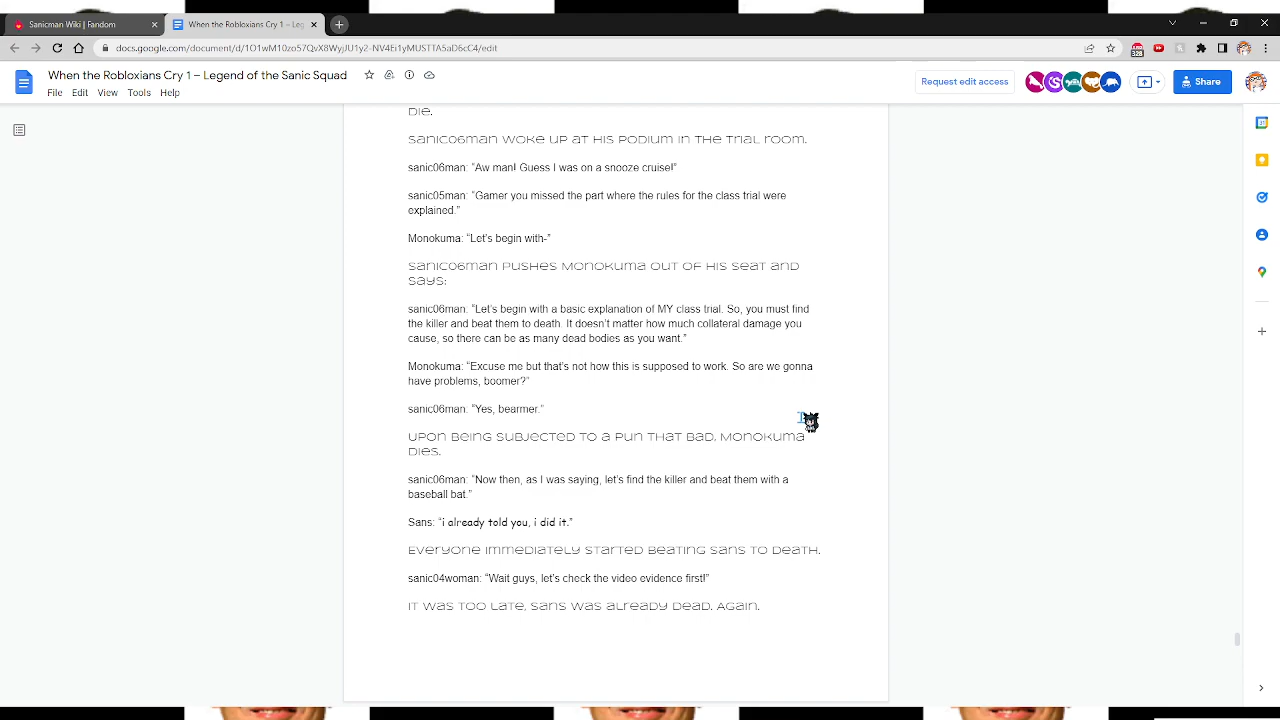 Sanicman Wiki | Fandom
When the Robloxians Cry 1 – Leg
docs.google.com/document/d/1O1wM10zo57QvX8WyjJU1y2-NV4Ei1yMUSTTA5aD6cC4/edit
When the Robloxians Cry 1 – Legend of the Sanic Squad
File Edit View Tools Help
Request edit access
Share
Die.
Sanic06man woke up at his podium in the trial room.
sanic06man: “Aw man! Guess I was on a snooze cruise!”
sanic05man: “Gamer you missed the part where the rules for the class trial were
explained.”
Monokuma: “Let’s begin with-”
Sanic06man pushes Monokuma out of his seat and
says:
sanic06man: “Let’s begin with a basic explanation of MY class trial. So, you must find
the killer and beat them to death. It doesn’t matter how much collateral damage you
cause, so there can be as many dead bodies as you want.”
Monokuma: “Excuse me but that’s not how this is supposed to work. So are we gonna
have problems, boomer?”
sanic06man: “Yes, bearmer.”
Upon being subjected to a pun that bad, Monokuma
dies.
sanic06man: “Now then, as I was saying, let’s find the killer and beat them with a
baseball bat.”
Sans: “i already told you, i did it.”
Everyone immediately started beating Sans to death.
sanic04woman: “Wait guys, let’s check the video evidence first!”
It was too late, Sans was already dead. Again.